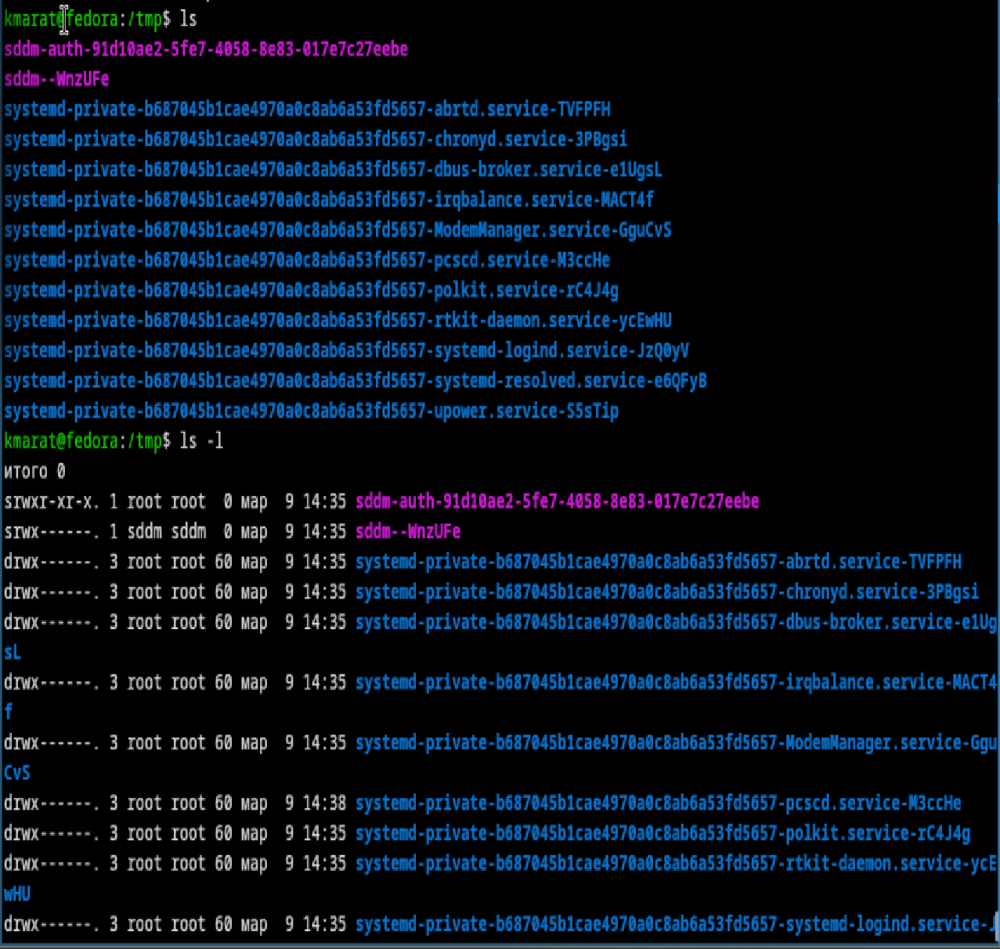 kmarat@fedora:/tmp$ ls
sddm-auth-91d10ae2-5fe7-4058-8e83-017e7c27eebe
sddm--WnzUFe
systemd-private-b687045b1cae4970a0c8ab6a53fd5657-abrtd.service-TVFPFH
systemd-private-b687045b1cae4970a0c8ab6a53fd5657-chronyd.service-3PBgsi
systemd-private-b687045b1cae4970a0c8ab6a53fd5657-dbus-broker.service-e1UgsL
systemd-private-b687045b1cae4970a0c8ab6a53fd5657-irqbalance.service-MACT4f
systemd-private-b687045b1cae4970a0c8ab6a53fd5657-ModemManager.service-GguCvS
systemd-private-b687045b1cae4970a0c8ab6a53fd5657-pcscd.service-M3ccHe
systemd-private-b687045b1cae4970a0c8ab6a53fd5657-polkit.service-rC4J4g
systemd-private-b687045b1cae4970a0c8ab6a53fd5657-rtkit-daemon.service-ycEwHU
systemd-private-b687045b1cae4970a0c8ab6a53fd5657-systemd-logind.service-JzQ0yV
systemd-private-b687045b1cae4970a0c8ab6a53fd5657-systemd-resolved.service-e6QFyB
systemd-private-b687045b1cae4970a0c8ab6a53fd5657-upower.service-S5sTip
kmarat@fedora:/tmp$ ls -l
итого 0
srwxr-xr-x. 1 root root  0 мар  9 14:35 sddm-auth-91d10ae2-5fe7-4058-8e83-017e7c27eebe
srwx------. 1 sddm sddm  0 мар  9 14:35 sddm--WnzUFe
drwx------. 3 root root 60 мар  9 14:35 systemd-private-b687045b1cae4970a0c8ab6a53fd5657-abrtd.service-TVFPFH
drwx------. 3 root root 60 мар  9 14:35 systemd-private-b687045b1cae4970a0c8ab6a53fd5657-chronyd.service-3PBgsi
drwx------. 3 root root 60 мар  9 14:35 systemd-private-b687045b1cae4970a0c8ab6a53fd5657-dbus-broker.service-e1Ug
sL
drwx------. 3 root root 60 мар  9 14:35 systemd-private-b687045b1cae4970a0c8ab6a53fd5657-irqbalance.service-MACT4
f
drwx------. 3 root root 60 мар  9 14:35 systemd-private-b687045b1cae4970a0c8ab6a53fd5657-ModemManager.service-Ggu
CvS
drwx------. 3 root root 60 мар  9 14:38 systemd-private-b687045b1cae4970a0c8ab6a53fd5657-pcscd.service-M3ccHe
drwx------. 3 root root 60 мар  9 14:35 systemd-private-b687045b1cae4970a0c8ab6a53fd5657-polkit.service-rC4J4g
drwx------. 3 root root 60 мар  9 14:35 systemd-private-b687045b1cae4970a0c8ab6a53fd5657-rtkit-daemon.service-ycE
wHU
drwx------. 3 root root 60 мар  9 14:35 systemd-private-b687045b1cae4970a0c8ab6a53fd5657-systemd-logind.service-J